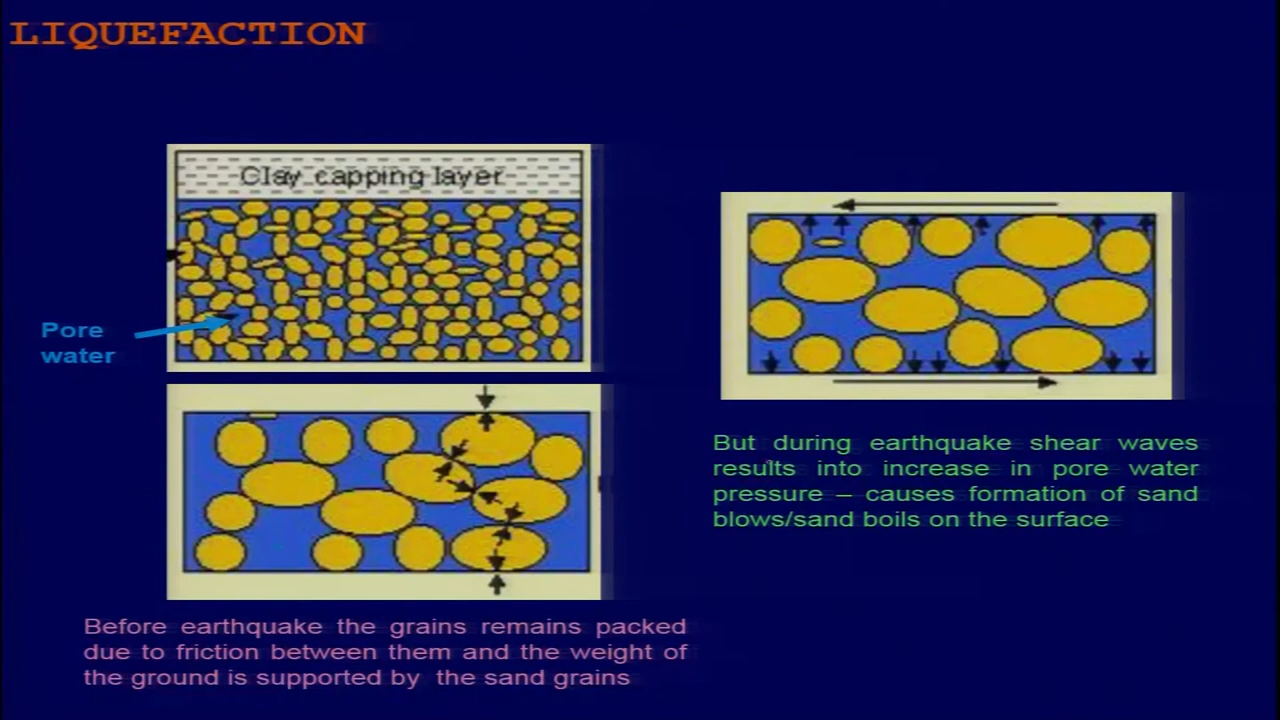 LIQUEFACTION
Clay capping layer
Pore
water
But during earthquake shear waves
results into increase in pore water
pressure – causes formation of sand
blows/sand boils on the surface
Before earthquake the grains remains packed
due to friction between them and the weight of
the ground is supported by the sand grains